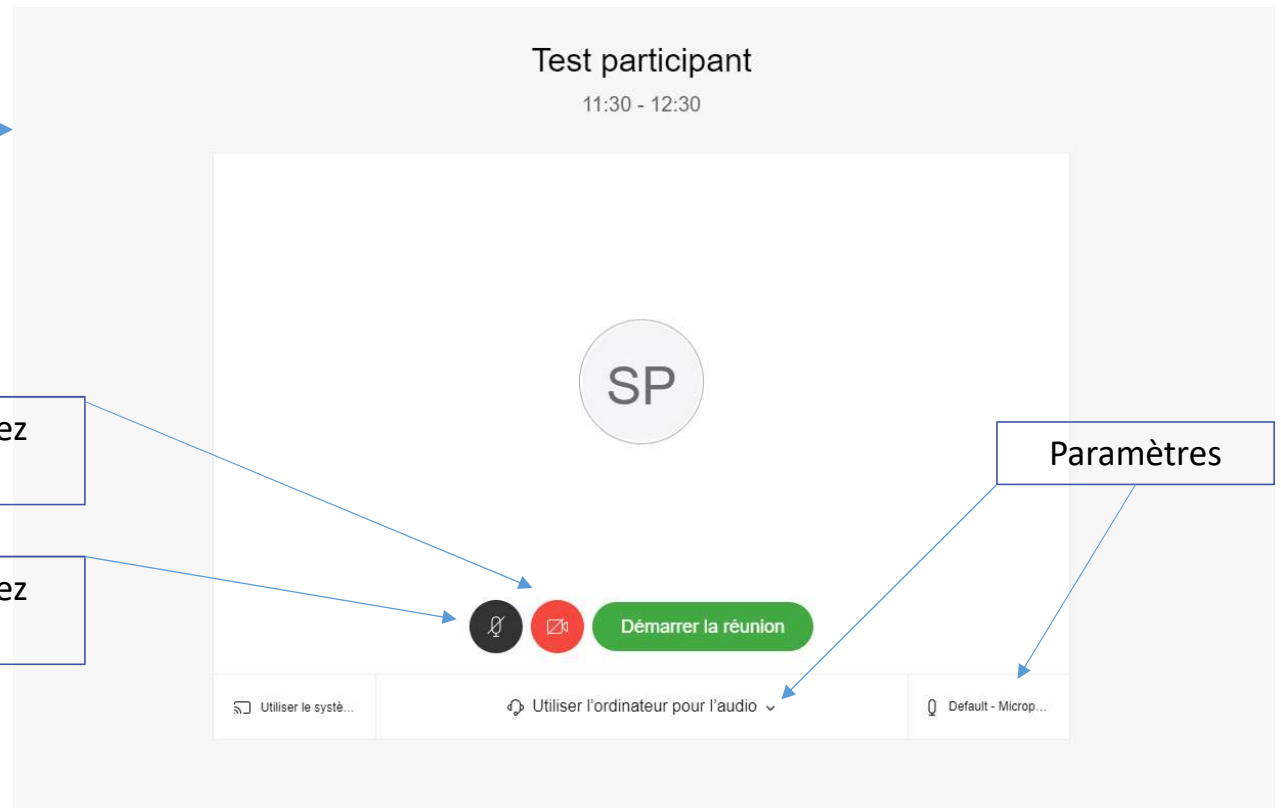 Test participant
11:30 - 12:30
SP
ez
Paramètres
ez
Démarrer la réunion
Utiliser le systè...
Utiliser l'ordinateur pour l'audio
Default - Microp...